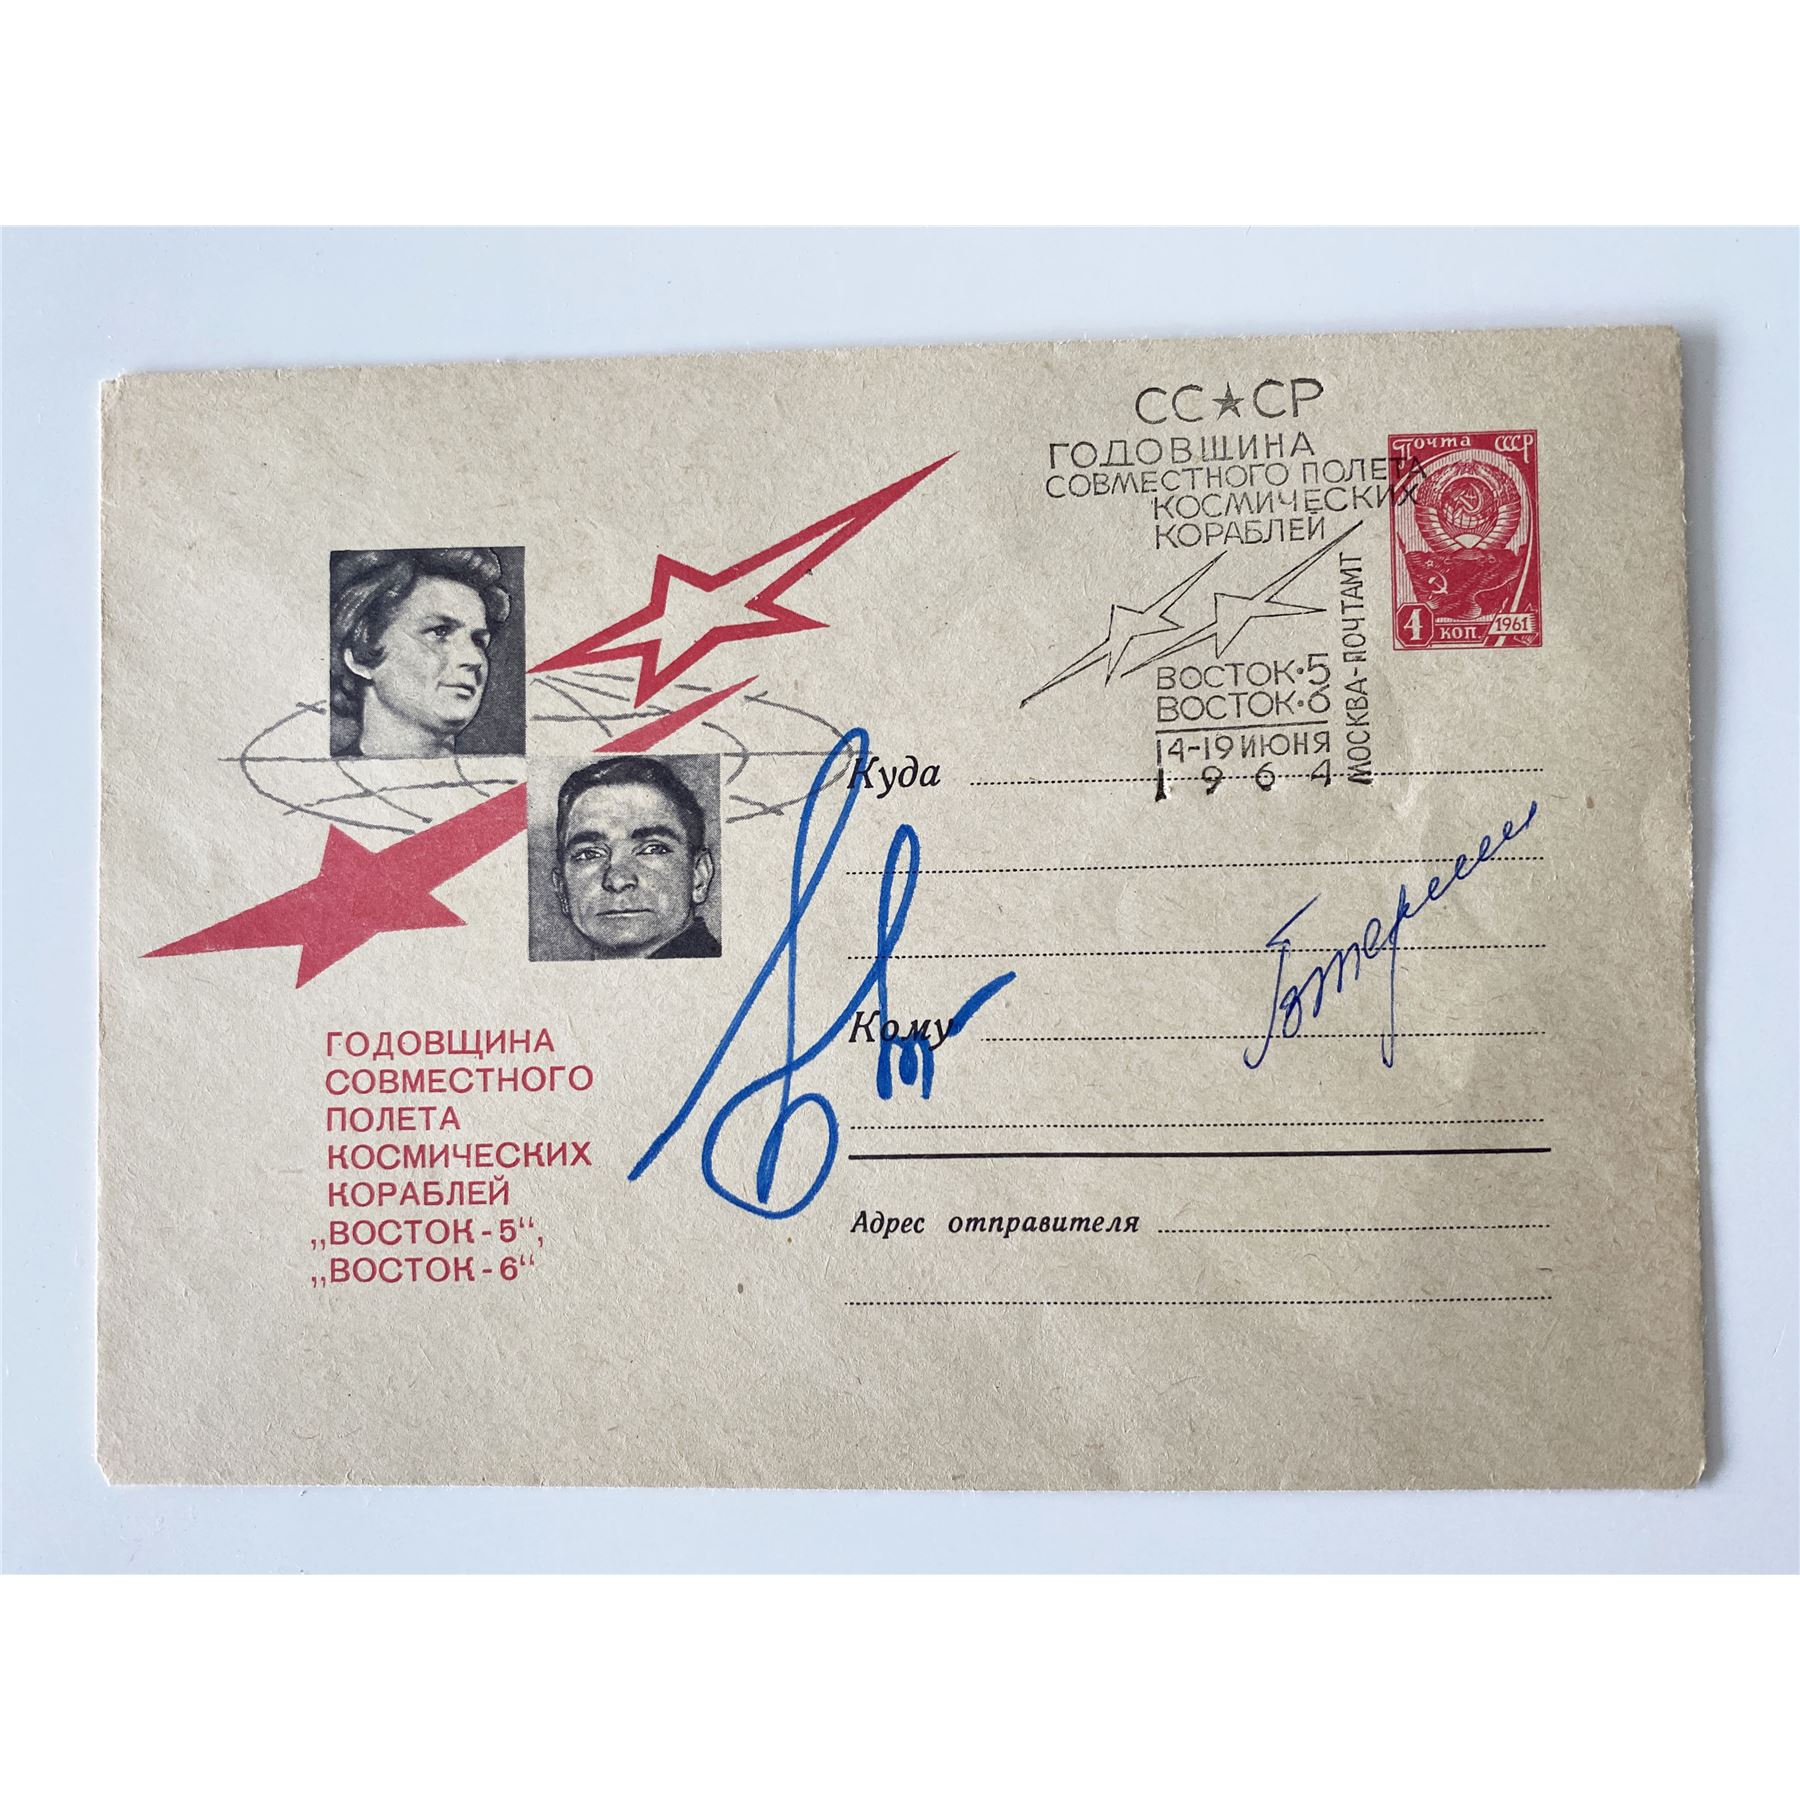 СС★СР
ГОДОВЩИНА
СОВМЕСТНОГО ПОЛЕТА
КОСМИЧЕСКИХ
КОРАБЛЕЙ
ВОСТОК·5
ВОСТОК·6
14-19 ИЮНЯ
1964
МОСКВА-ПОЧТАМТ
Почта СССР
4 КОП. 1961
Куда
Кому
Адрес отправителя
ГОДОВЩИНА
СОВМЕСТНОГО
ПОЛЕТА
КОСМИЧЕСКИХ
КОРАБЛЕЙ
„ВОСТОК-5“,
„ВОСТОК-6“